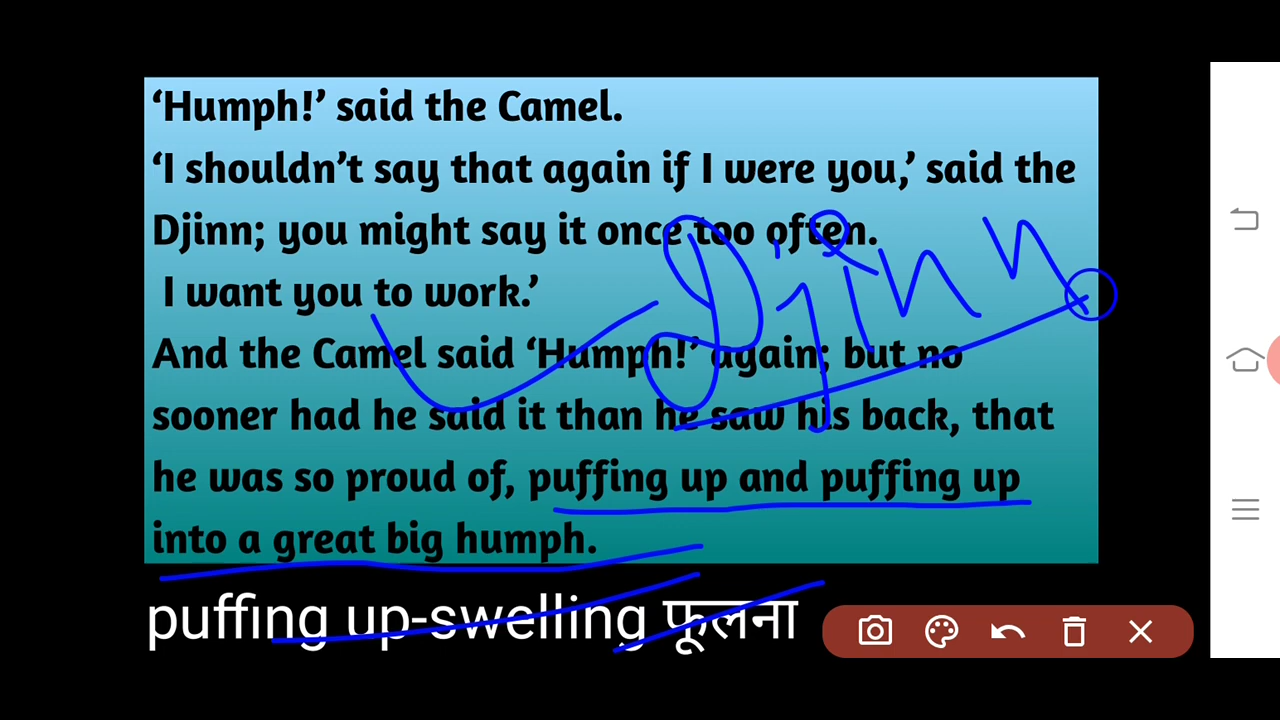 ‘Humph!’ said the Camel.
‘I shouldn’t say that again if I were you,’ said the
Djinn; you might say it once too often.
I want you to work.’
And the Camel said ‘Humph!’ again; but no
sooner had he said it than he saw his back, that
he was so proud of, puffing up and puffing up
into a great big humph.
puffing up-swelling फूलना
Djinn